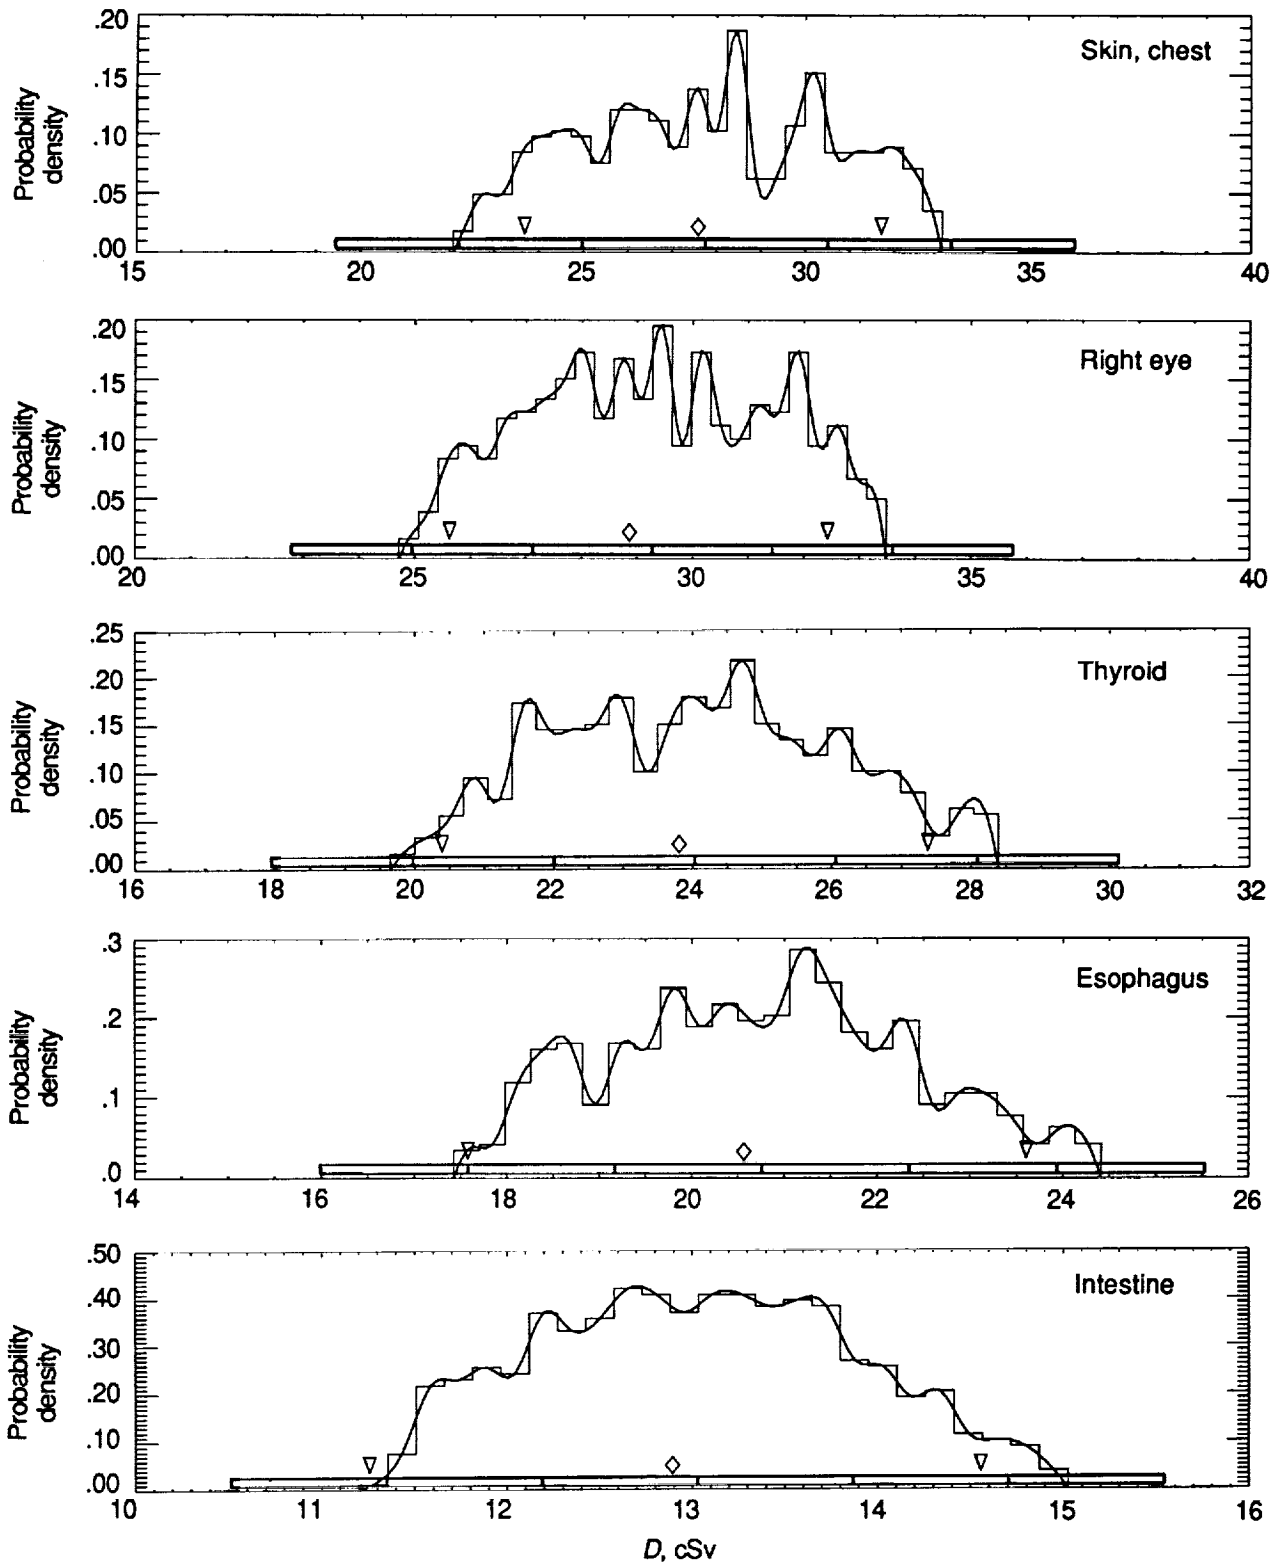 .20
.15
.10
.05
.00
Probability
density
Skin, chest
15 20 25 30 35 40
.20
.15
.10
.05
.00
Probability
density
Right eye
20 25 30 35 40
.25
.20
.15
.10
.05
.00
Probability
density
Thyroid
16 18 20 22 24 26 28 30 32
.3
.2
.1
.0
Probability
density
Esophagus
14 16 18 20 22 24 26
.50
.40
.30
.20
.10
.00
Probability
density
Intestine
10 11 12 13 14 15 16
D, cSv